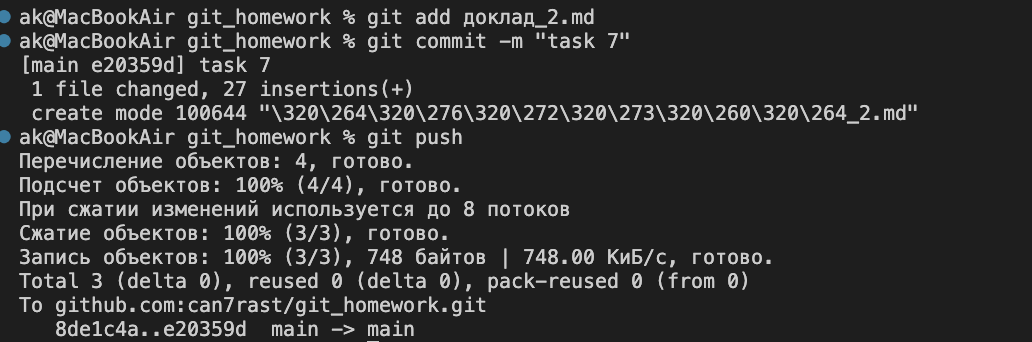 ak@MacBookAir git_homework % git add доклад_2.md
ak@MacBookAir git_homework % git commit -m "task 7"
[main e20359d] task 7
 1 file changed, 27 insertions(+)
 create mode 100644 "\320\264\320\276\320\272\320\273\320\260\320\264_2.md"
ak@MacBookAir git_homework % git push
Перечисление объектов: 4, готово.
Подсчет объектов: 100% (4/4), готово.
При сжатии изменений используется до 8 потоков
Сжатие объектов: 100% (3/3), готово.
Запись объектов: 100% (3/3), 748 байтов | 748.00 КиБ/с, готово.
Total 3 (delta 0), reused 0 (delta 0), pack-reused 0 (from 0)
To github.com:can7rast/git_homework.git
   8de1c4a..e20359d  main -> main